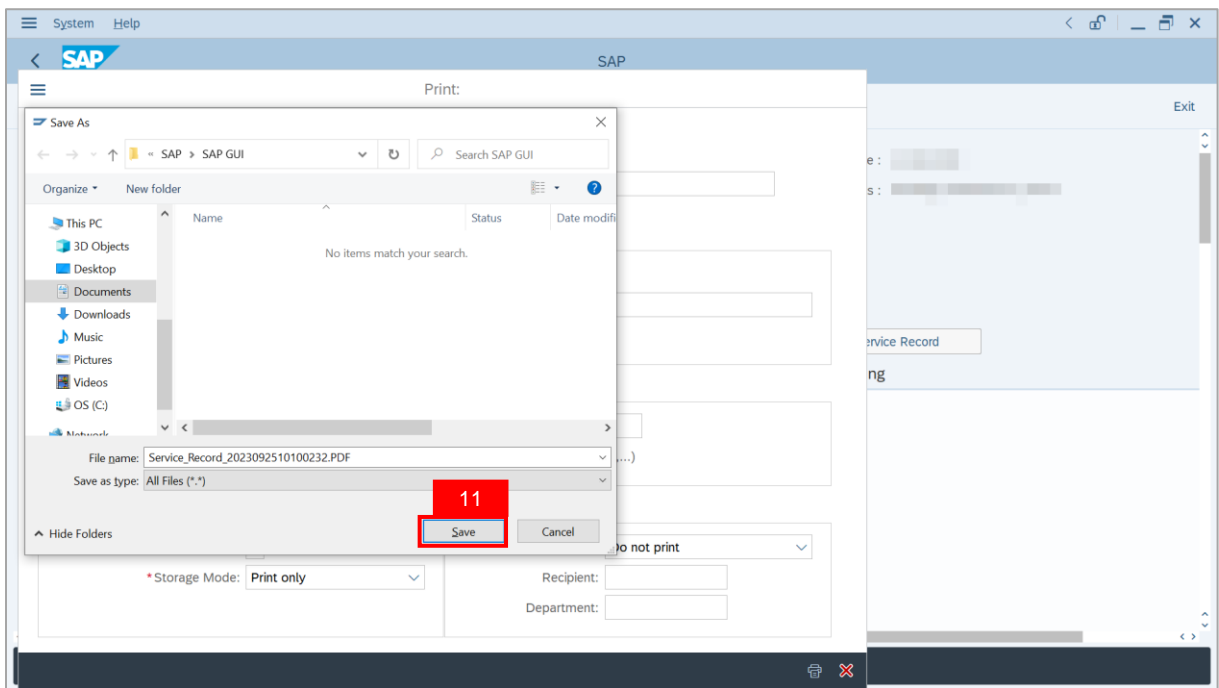 System Help
SAP
SAP
Print:
Exit
Save As
« SAP > SAP GUI
Search SAP GUI
e :
s :
Organize
New folder
This PC
Name
Status
Date modifi
3D Objects
No items match your search.
Desktop
Documents
Downloads
Music
ervice Record
Pictures
ng
Videos
OS (C:)
Network
File name: Service_Record_2023092510100232.PDF
,...)
Save as type: All Files (*.*)
11
Hide Folders
Save
Cancel
Do not print
*Storage Mode: Print only
Recipient:
Department: